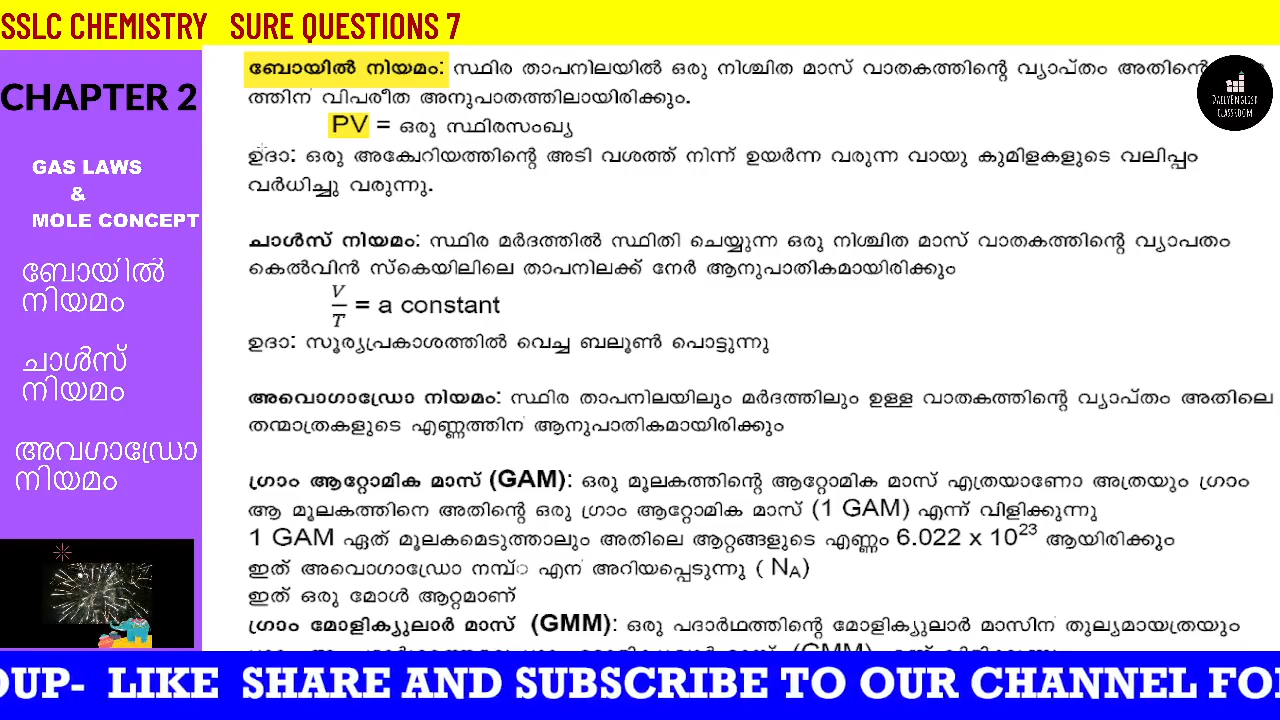 SSLC CHEMISTRY SURE QUESTIONS 7
CHAPTER 2
GAS LAWS
&
MOLE CONCEPT
ബോയിൽ
നിയമം
ചാൾസ്
നിയമം
അവഗാഡ്രോ
നിയമം
ബോയിൽ നിയമം: സ്ഥിര താപനിലയിൽ ഒരു നിശ്ചിത മാസ് വാതകത്തിന്റെ വ്യാപ്തം അതിന്റെ
ത്തിന് വിപരീത അനുപാതത്തിലായിരിക്കും.
PV = ഒരു സ്ഥിരസംഖ്യ
ഉദാ: ഒരു അക്വേറിയത്തിന്റെ അടി വശത്ത് നിന്ന് ഉയർന്ന വരുന്ന വായു കുമിളകളുടെ വലിപ്പം
വർധിച്ചു വരുന്നു.
ചാൾസ് നിയമം: സ്ഥിര മർദത്തിൽ സ്ഥിതി ചെയ്യുന്ന ഒരു നിശ്ചിത മാസ് വാതകത്തിന്റെ വ്യാപതം
കെൽവിൻ സ്കെയിലിലെ താപനിലക്ക് നേർ ആനുപാതികമായിരിക്കും
V/T = a constant
ഉദാ: സൂര്യപ്രകാശത്തിൽ വെച്ച ബലൂൺ പൊട്ടുന്നു
അവൊഗാഡ്രോ നിയമം: സ്ഥിര താപനിലയിലും മർദത്തിലും ഉള്ള വാതകത്തിന്റെ വ്യാപ്തം അതിലെ
തന്മാത്രകളുടെ എണ്ണത്തിന് ആനുപാതികമായിരിക്കും
ഗ്രാം ആറ്റോമിക മാസ് (GAM): ഒരു മൂലകത്തിന്റെ ആറ്റോമിക മാസ് എത്രയാണോ അത്രയും ഗ്രാം
ആ മൂലകത്തിനെ അതിന്റെ ഒരു ഗ്രാം ആറ്റോമിക മാസ് (1 GAM) എന്ന് വിളിക്കുന്നു
1 GAM ഏത് മൂലകമെടുത്താലും അതിലെ ആറ്റങ്ങളുടെ എണ്ണം 6.022 x 10²³ ആയിരിക്കും
ഇത് അവൊഗാഡ്രോ നമ്പ് എന് അറിയപ്പെടുന്നു ( Nₐ)
ഇത് ഒരു മോൾ ആറ്റമാണ്
ഗ്രാം മോളിക്യുലാർ മാസ് (GMM): ഒരു പദാർഥത്തിന്റെ മോളിക്യുലാർ മാസിന് തുല്യമായത്രയും
DAILYENGLISH
CLASSROOM
OUP- LIKE SHARE AND SUBSCRIBE TO OUR CHANNEL FO